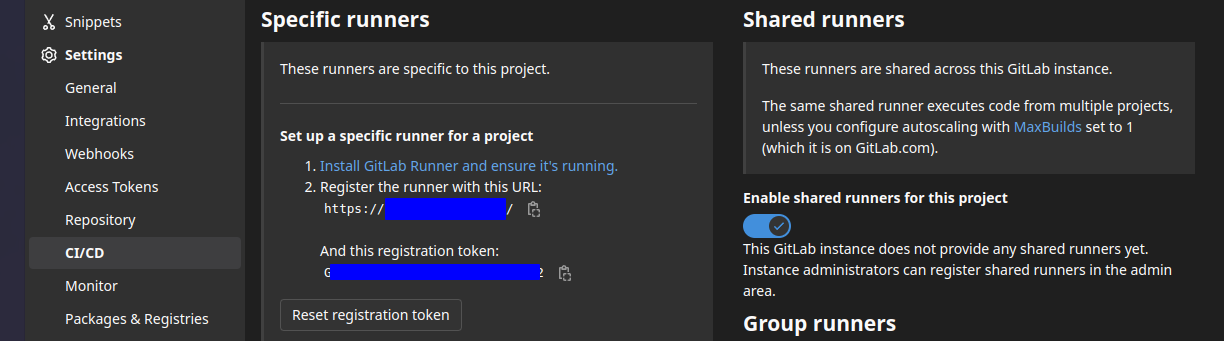 Snippets
Settings
General
Integrations
Webhooks
Access Tokens
Repository
CI/CD
Monitor
Packages & Registries
Specific runners
These runners are specific to this project.
Set up a specific runner for a project
1. Install GitLab Runner and ensure it's running.
2. Register the runner with this URL:
https:// /
And this registration token:
G 2
Reset registration token
Shared runners
These runners are shared across this GitLab instance.
The same shared runner executes code from multiple projects,
unless you configure autoscaling with MaxBuilds set to 1
(which it is on GitLab.com).
Enable shared runners for this project
This GitLab instance does not provide any shared runners yet.
Instance administrators can register shared runners in the admin
area.
Group runners